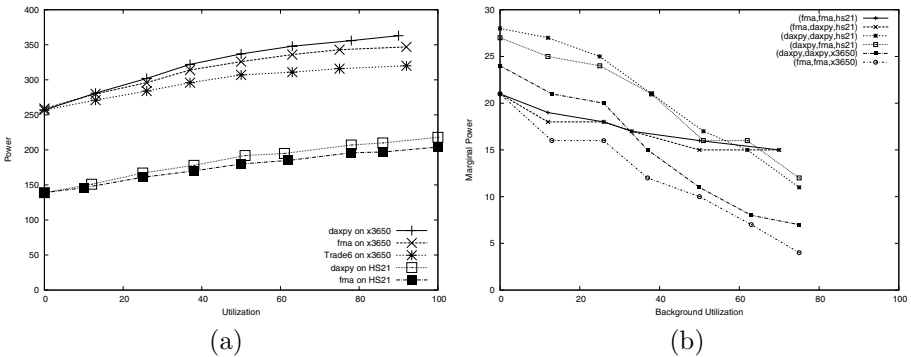 400
350
300
250
200
150
100
50
0
Power
0 20 40 60 80 100
Utilization
daxpy on x3650
fma on x3650
Trade6 on x3650
daxpy on HS21
fma on HS21
(a)
30
25
20
15
10
5
0
Marginal Power
0 20 40 60 80 100
Background Utilization
(fma,fma,hs21)
(fma,daxpy,hs21)
(daxpy,daxpy,hs21)
(daxpy,fma,hs21)
(daxpy,daxpy,x3650)
(fma,fma,x3650)
(b)